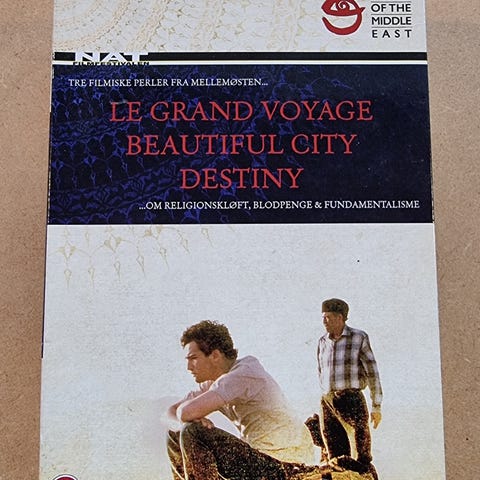 OF THE
MIDDLE
EAST
NAT
FILMFESTIVALEN
TRE FILMISKE PERLER FRA MELLEMØSTEN...
LE GRAND VOYAGE
BEAUTIFUL CITY
DESTINY
...OM RELIGIONSKLØFT, BLODPENGE & FUNDAMENTALISME